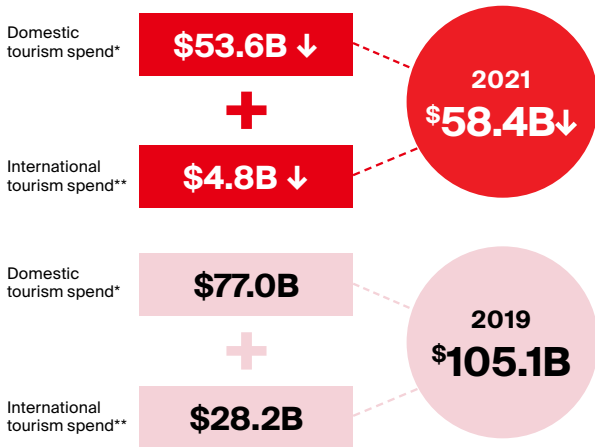 Domestic
tourism spend*
$53.6B ↓
+
2021
$58.4B↓
International
tourism spend**
$4.8B ↓
Domestic
tourism spend*
$77.0B
+
2019
$105.1B
International
tourism spend**
$28.2B